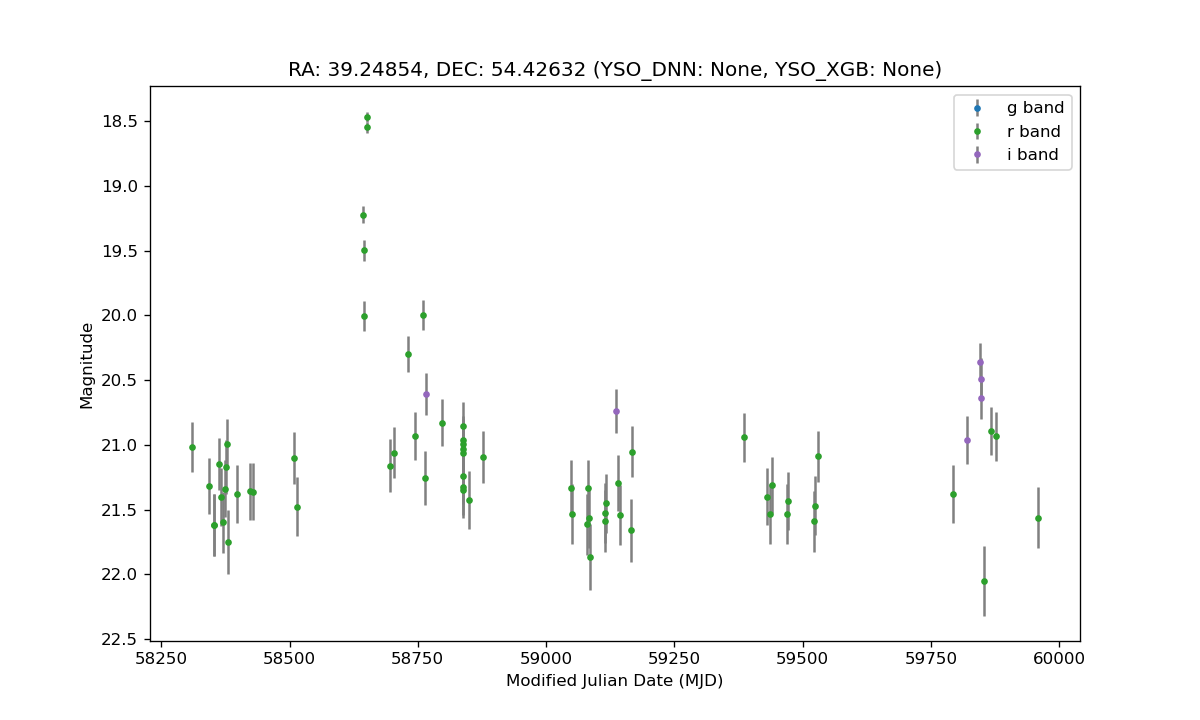 RA: 39.24854, DEC: 54.42632 (YSO_DNN: None, YSO_XGB: None)
g band
r band
i band
18.5
19.0
19.5
20.0
20.5
21.0
21.5
22.0
22.5
Magnitude
58250 58500 58750 59000 59250 59500 59750 60000
Modified Julian Date (MJD)